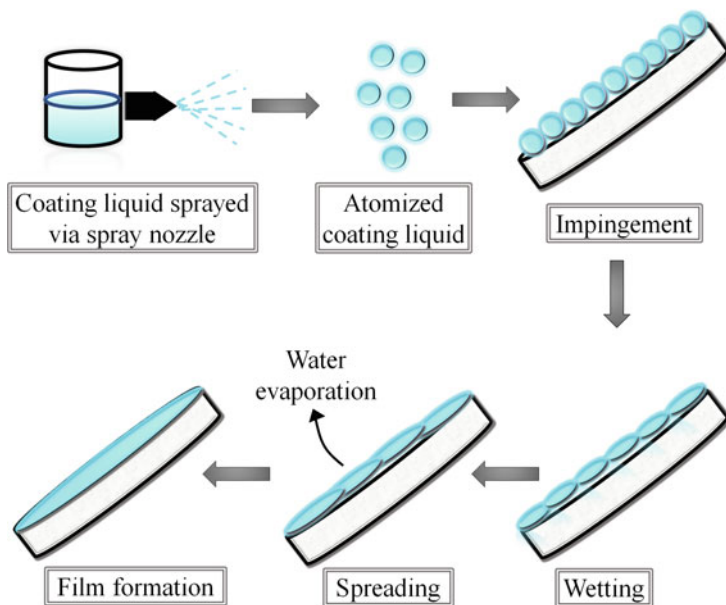 Coating liquid sprayed
via spray nozzle
Atomized
coating liquid
Impingement
Water
evaporation
Film formation
Spreading
Wetting